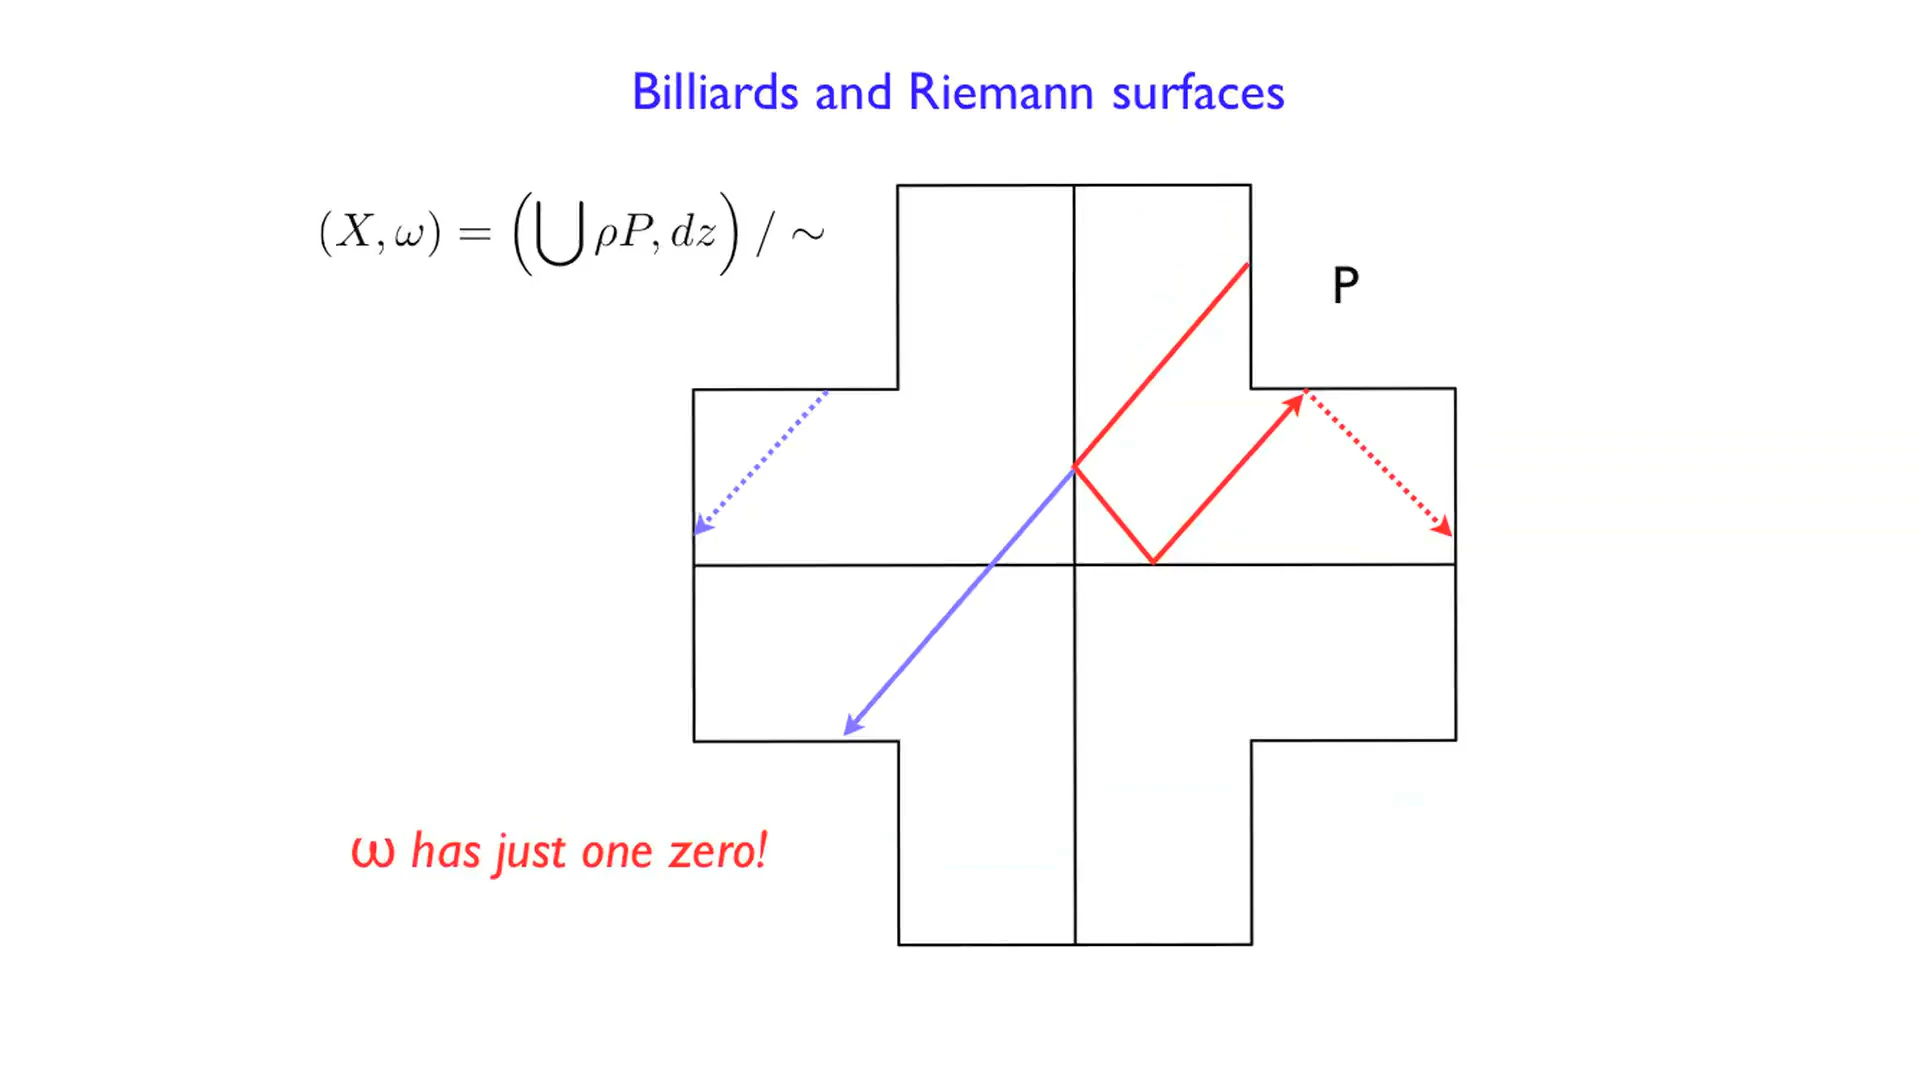 Billiards and Riemann surfaces
(X, ω) = (⋃ ρP, dz) / ∼
P
ω has just one zero!